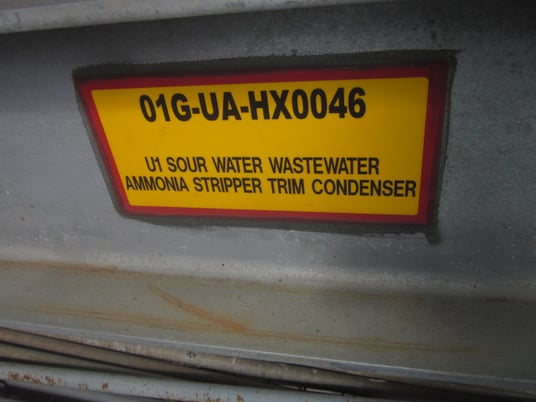 01G-UA-HX0046
U1 SOUR WATER WASTEWATER
AMMONIA STRIPPER TRIM CONDENSER